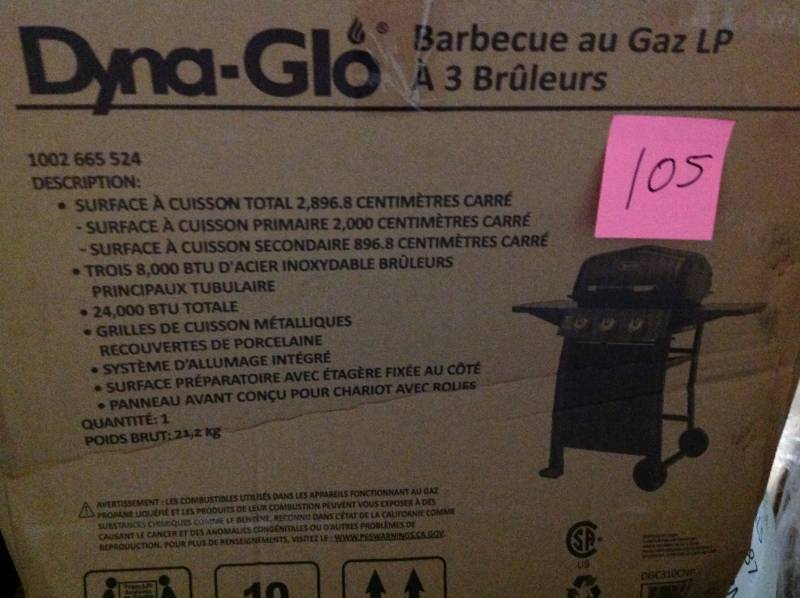 Dyna-Glo®
Barbecue au Gaz LP
À 3 Brûleurs
105
1002 665 524
DESCRIPTION:
• SURFACE À CUISSON TOTAL 2,896.8 CENTIMÈTRES CARRÉ
- SURFACE À CUISSON PRIMAIRE 2,000 CENTIMÈTRES CARRÉ
- SURFACE À CUISSON SECONDAIRE 896.8 CENTIMÈTRES CARRÉ
• TROIS 8,000 BTU D'ACIER INOXYDABLE BRÛLEURS
PRINCIPAUX TUBULAIRE
• 24,000 BTU TOTALE
• GRILLES DE CUISSON MÉTALLIQUES
RECOUVERTES DE PORCELAINE
• SYSTÈME D'ALLUMAGE INTÉGRÉ
• SURFACE PRÉPARATOIRE AVEC ÉTAGÈRE FIXÉE AU CÔTÉ
• PANNEAU AVANT CONÇU POUR CHARIOT AVEC ROUES
QUANTITÉ: 1
POIDS BRUT: 21,2 kg
AVERTISSEMENT : LES COMBUSTIBLES UTILISÉS DANS LES APPAREILS FONCTIONNANT AU GAZ
PROPANE LIQUÉFIÉ ET LES PRODUITS DE LEUR COMBUSTION PEUVENT VOUS EXPOSER À DES
SUBSTANCES CHIMIQUES COMME LE BENZÈNE, RECONNU DANS L'ÉTAT DE LA CALIFORNIE COMME
CAUSANT LE CANCER ET DES ANOMALIES CONGÉNITALES OU D'AUTRES PROBLÈMES DE
REPRODUCTION. POUR PLUS DE RENSEIGNEMENTS, VISITEZ LE : WWW.P65WARNINGS.CA.GOV.
Team Lift
10
US